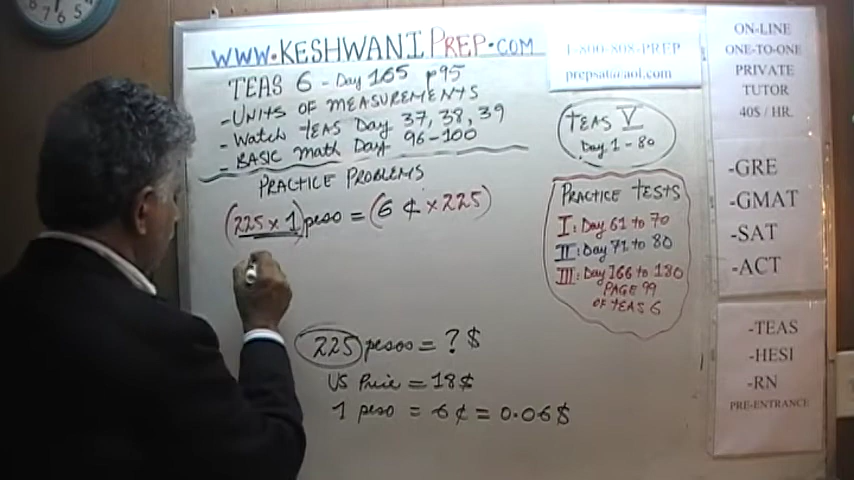 WWW.KESHWANIPREP.COM
TEAS 6 - Day 165 p95
- UNITS OF MEASUREMENTS
- Watch TEAS Day 37, 38, 39
- BASIC Math Day 96-100
PRACTICE PROBLEMS
(225 x 1) peso = (6 ¢ x 225)
225 pesos = ? $
US Price = 18$
1 peso = 6¢ = 0.06$
1-800-808-PREP
prepsat@aol.com
TEAS V
Day 1 - 80
PRACTICE TESTS
I: Day 61 to 70
II: Day 71 to 80
III: Day 166 to 180
PAGE 99
OF TEAS 6
ON-LINE
ONE-TO-ONE
PRIVATE
TUTOR
40$ / HR.
-GRE
-GMAT
-SAT
-ACT
-TEAS
-HESI
-RN
PRE-ENTRANCE
7 6 5